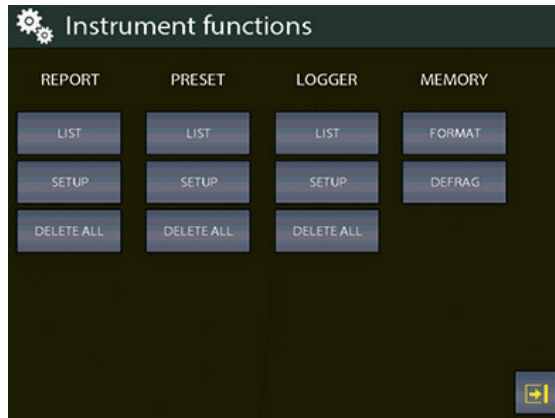 Instrument functions
REPORT PRESET LOGGER MEMORY
LIST LIST LIST FORMAT
SETUP SETUP SETUP DEFRAG
DELETE ALL DELETE ALL DELETE ALL